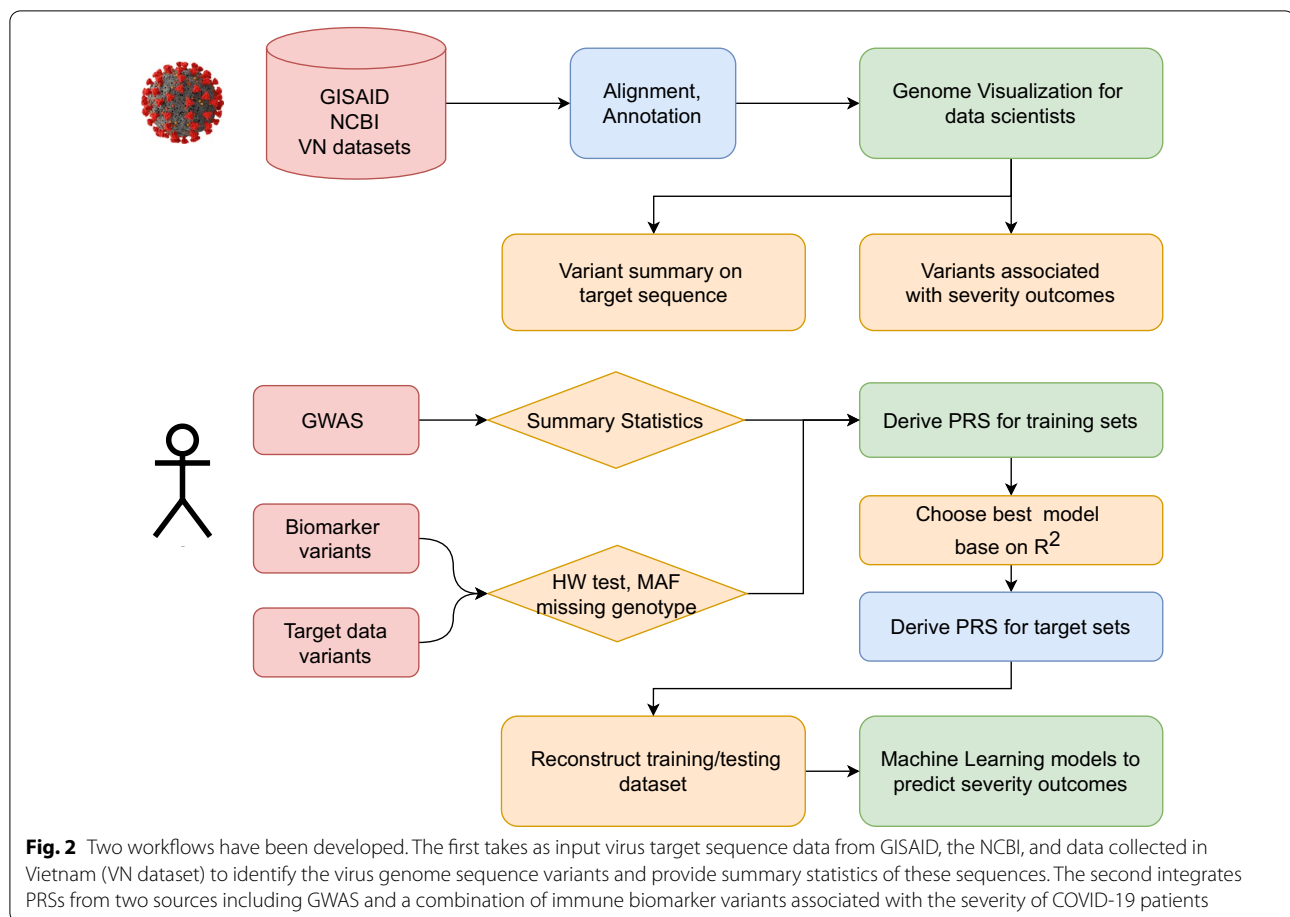 GISAID
NCBI
VN datasets
Alignment,
Annotation
Genome Visualization for
data scientists
Variant summary on
target sequence
Variants associated
with severity outcomes
GWAS
Summary Statistics
Derive PRS for training sets
Biomarker
variants
Target data
variants
HW test, MAF
missing genotype
Choose best model
base on R²
Derive PRS for target sets
Reconstruct training/testing
dataset
Machine Learning models to
predict severity outcomes
Fig. 2 Two workflows have been developed. The first takes as input virus target sequence data from GISAID, the NCBI, and data collected in
Vietnam (VN dataset) to identify the virus genome sequence variants and provide summary statistics of these sequences. The second integrates
PRSs from two sources including GWAS and a combination of immune biomarker variants associated with the severity of COVID-19 patients